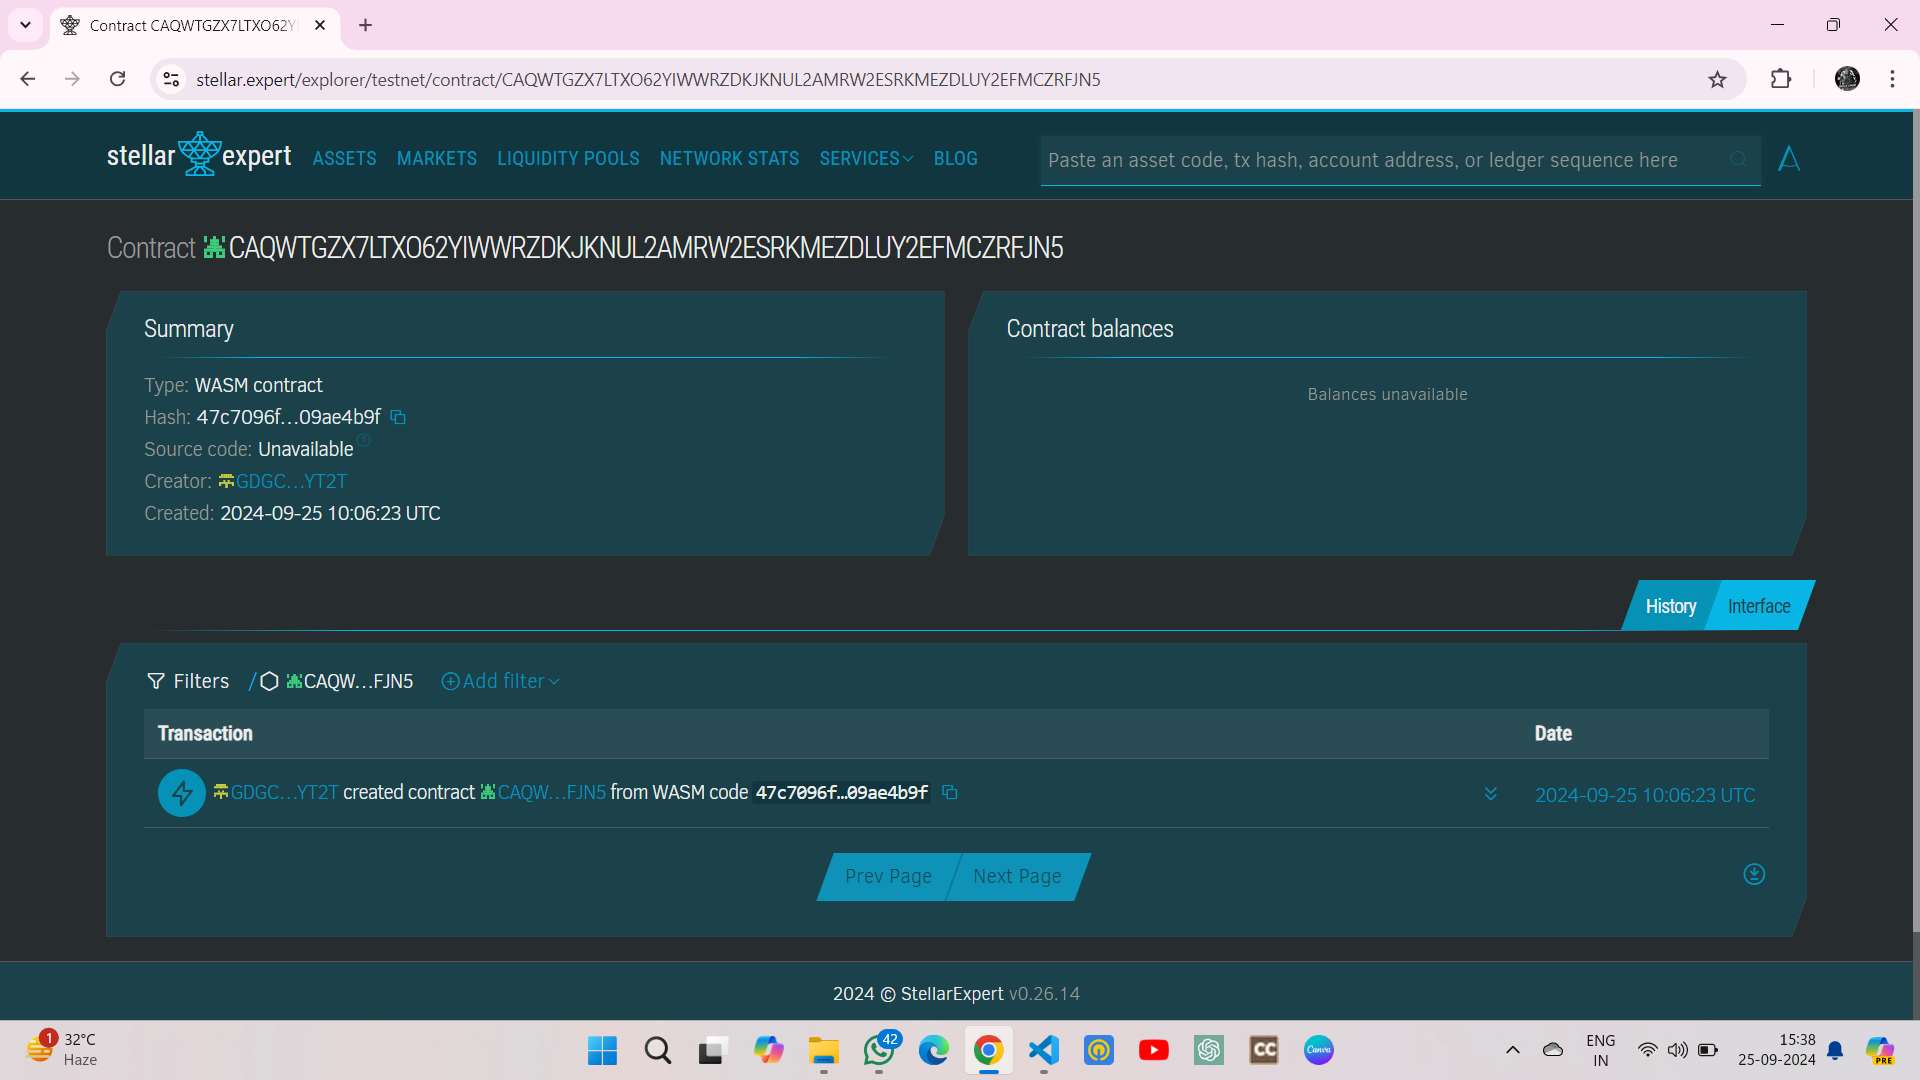 Contract CAQWTGZX7LTXO62YI
stellar.expert/explorer/testnet/contract/CAQWTGZX7LTXO62YIWWRZDKJKNUL2AMRW2ESRKMEZDLUY2EFMCZRFJN5
stellar expert ASSETS MARKETS LIQUIDITY POOLS NETWORK STATS SERVICES BLOG Paste an asset code, tx hash, account address, or ledger sequence here
Contract CAQWTGZX7LTXO62YIWWRZDKJKNUL2AMRW2ESRKMEZDLUY2EFMCZRFJN5
Summary
Type: WASM contract
Hash: 47c7096f…09ae4b9f
Source code: Unavailable
Creator: GDGC…YT2T
Created: 2024-09-25 10:06:23 UTC
Contract balances
Balances unavailable
History Interface
Filters / CAQW…FJN5 Add filter
Transaction Date
GDGC…YT2T created contract CAQW…FJN5 from WASM code 47c7096f…09ae4b9f 2024-09-25 10:06:23 UTC
Prev Page Next Page
2024 © StellarExpert v0.26.14
1
32°C
Haze
42
CC
Canva
ENG
IN
15:38
25-09-2024
PRE